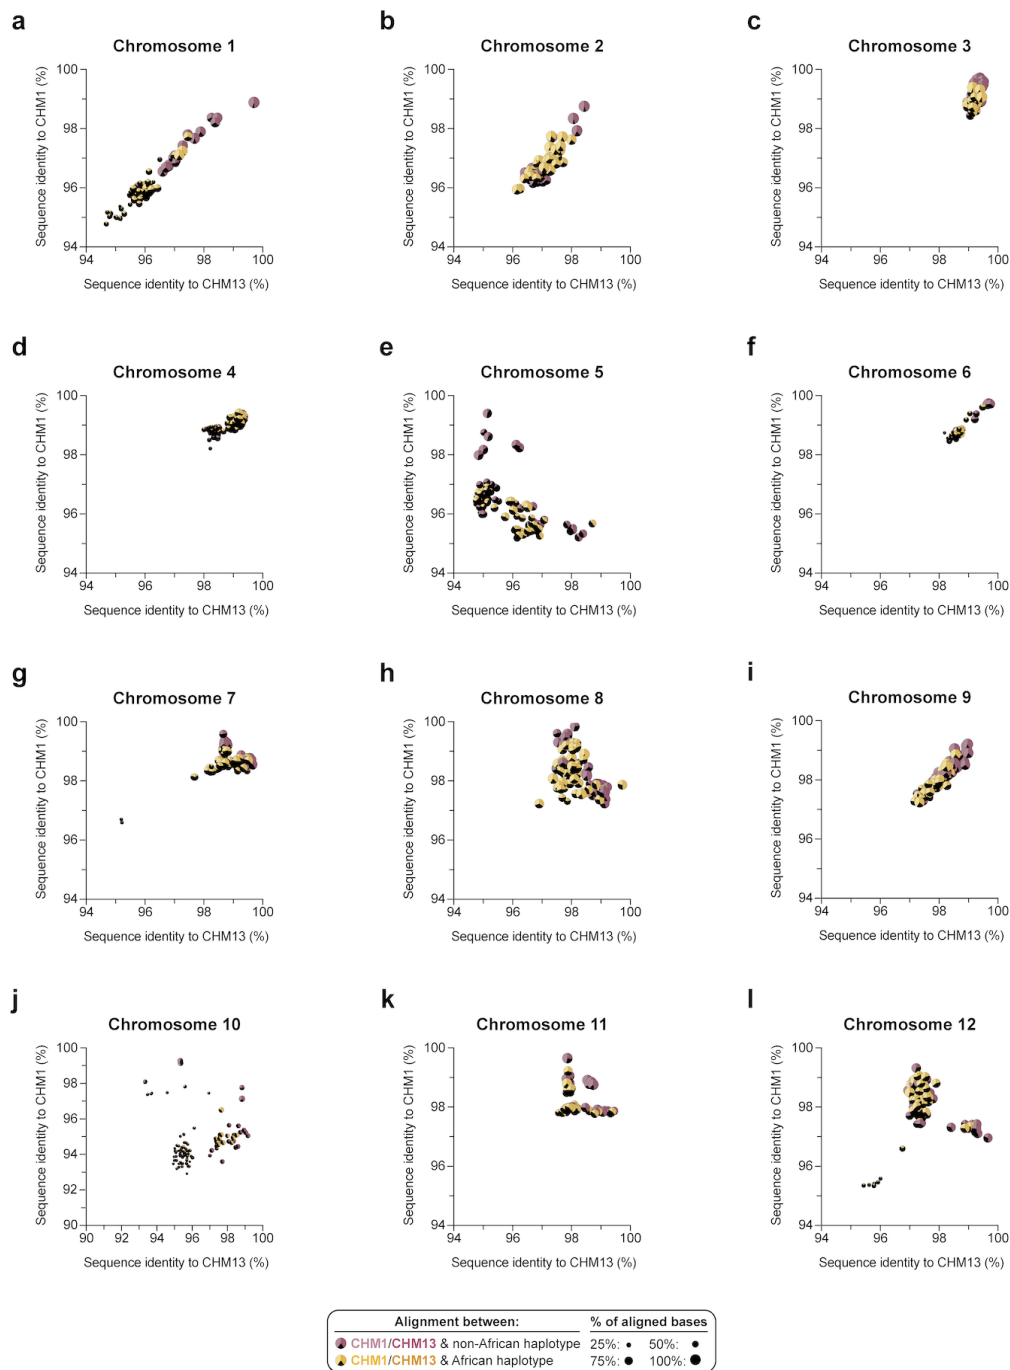 a
Chromosome 1
Sequence identity to CHM1 (%)
100
98
96
94
94 96 98 100
Sequence identity to CHM13 (%)
b
Chromosome 2
Sequence identity to CHM1 (%)
100
98
96
94
94 96 98 100
Sequence identity to CHM13 (%)
c
Chromosome 3
Sequence identity to CHM1 (%)
100
98
96
94
94 96 98 100
Sequence identity to CHM13 (%)
d
Chromosome 4
Sequence identity to CHM1 (%)
100
98
96
94
94 96 98 100
Sequence identity to CHM13 (%)
e
Chromosome 5
Sequence identity to CHM1 (%)
100
98
96
94
94 96 98 100
Sequence identity to CHM13 (%)
f
Chromosome 6
Sequence identity to CHM1 (%)
100
98
96
94
94 96 98 100
Sequence identity to CHM13 (%)
g
Chromosome 7
Sequence identity to CHM1 (%)
100
98
96
94
94 96 98 100
Sequence identity to CHM13 (%)
h
Chromosome 8
Sequence identity to CHM1 (%)
100
98
96
94
94 96 98 100
Sequence identity to CHM13 (%)
i
Chromosome 9
Sequence identity to CHM1 (%)
100
98
96
94
94 96 98 100
Sequence identity to CHM13 (%)
j
Chromosome 10
Sequence identity to CHM1 (%)
100
98
96
94
92
90
90 92 94 96 98 100
Sequence identity to CHM13 (%)
k
Chromosome 11
Sequence identity to CHM1 (%)
100
98
96
94
94 96 98 100
Sequence identity to CHM13 (%)
l
Chromosome 12
Sequence identity to CHM1 (%)
100
98
96
94
94 96 98 100
Sequence identity to CHM13 (%)
Alignment between: % of aligned bases
CHM1/CHM13 & non-African haplotype 25%: 50%:
CHM1/CHM13 & African haplotype 75%: 100%: